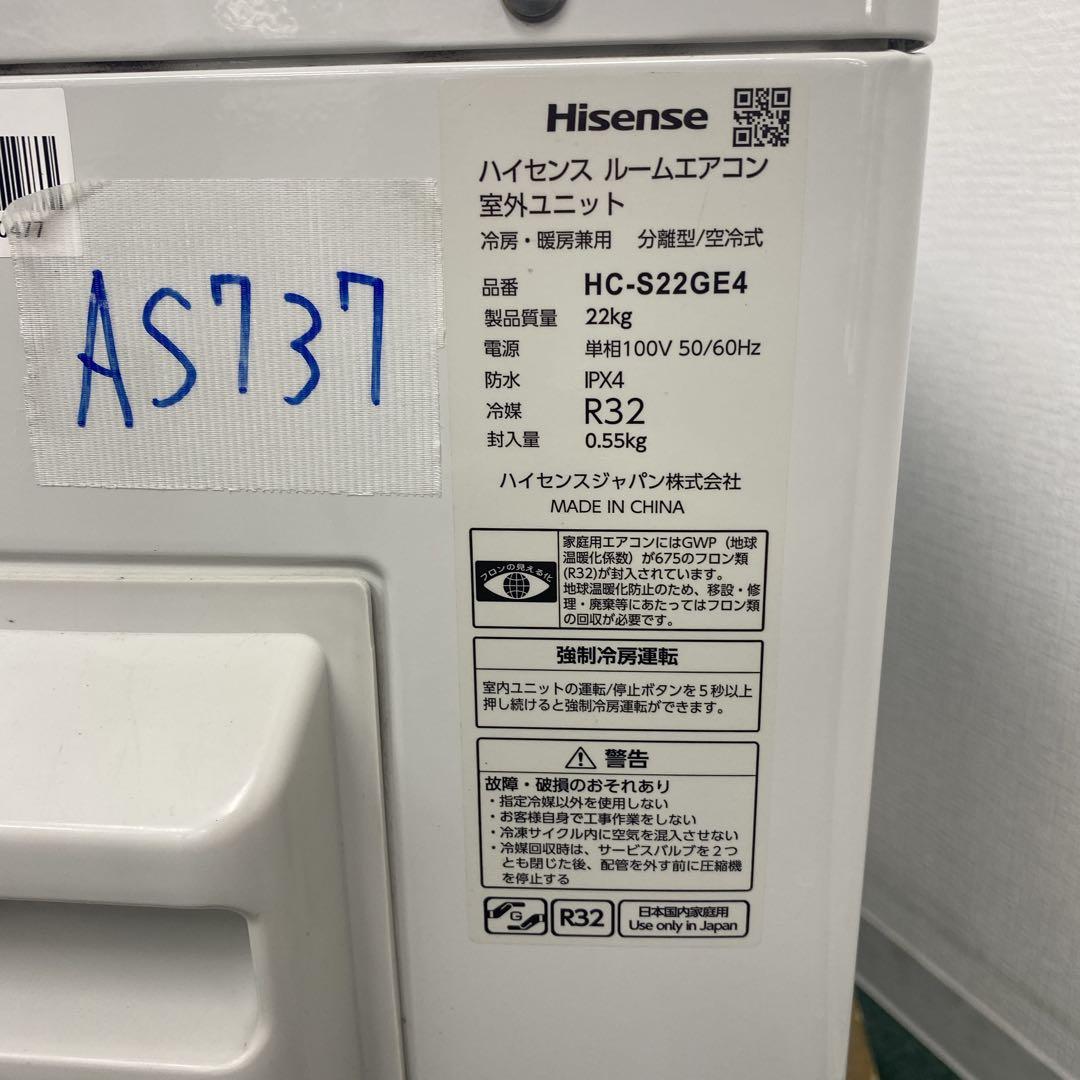 0477
AS737
Hisense
ハイセンス ルームエアコン
室外ユニット
冷房・暖房兼用 分離型/空冷式
品番 HC-S22GE4
製品質量 22kg
電源 単相100V 50/60Hz
防水 IPX4
冷媒 R32
封入量 0.55kg
ハイセンスジャパン株式会社
MADE IN CHINA
フロンの見える化
家庭用エアコンにはGWP（地球
温暖化係数）が675のフロン類
(R32)が封入されています。
地球温暖化防止のため、移設・修
理・廃棄等にあたってはフロン類
の回収が必要です。
強制冷房運転
室内ユニットの運転/停止ボタンを５秒以上
押し続けると強制冷房運転ができます。
警告
故障・破損のおそれあり
・指定冷媒以外を使用しない
・お客様自身で工事作業をしない
・冷凍サイクル内に空気を混入させない
・冷媒回収時は、サービスバルブを２つ
とも閉じた後、配管を外す前に圧縮機
を停止する
G
R32
日本国内家庭用
Use only in Japan